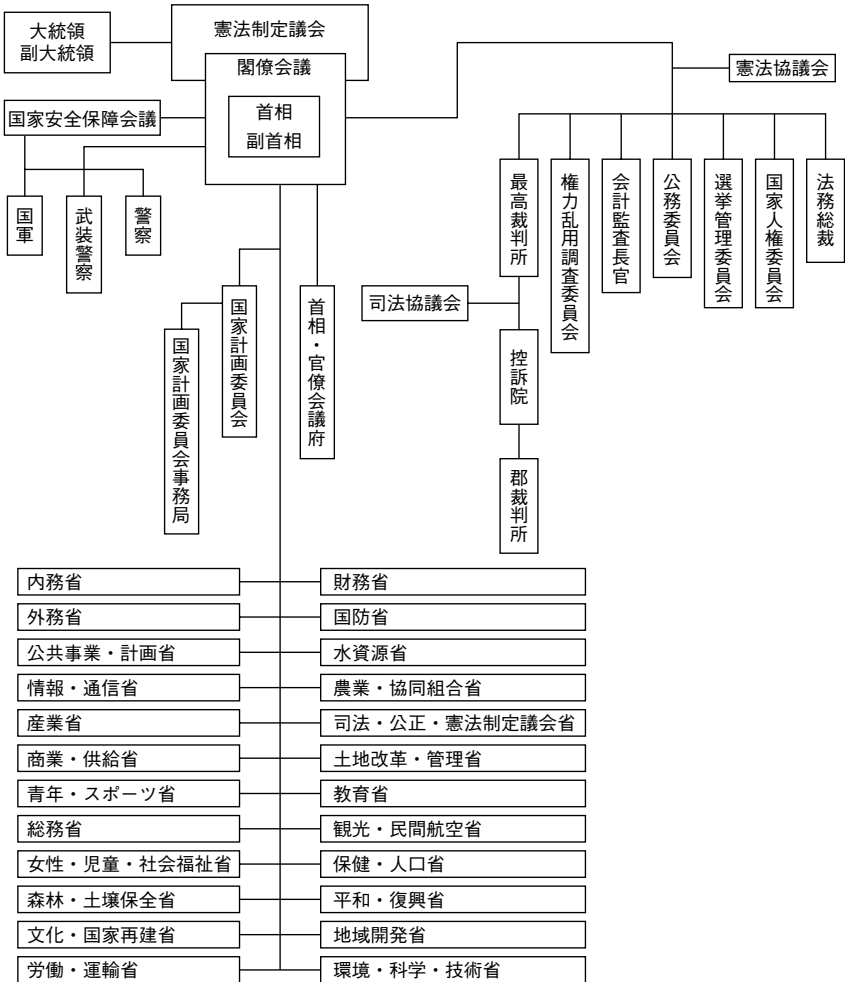 大統領
副大統領
憲法制定議会
閣僚会議
首相
副首相
憲法協議会
国家安全保障会議
国軍
武装警察
警察
最高裁判所
権力乱用調査委員会
会計監査長官
公務委員会
選挙管理委員会
国家人権委員会
法務総裁
司法協議会
控訴院
郡裁判所
国家計画委員会
国家計画委員会事務局
首相・官僚会議府
内務省
財務省
外務省
国防省
公共事業・計画省
水資源省
情報・通信省
農業・協同組合省
産業省
司法・公正・憲法制定議会省
商業・供給省
土地改革・管理省
青年・スポーツ省
教育省
総務省
観光・民間航空省
女性・児童・社会福祉省
保健・人口省
森林・土壌保全省
平和・復興省
文化・国家再建省
地域開発省
労働・運輸省
環境・科学・技術省